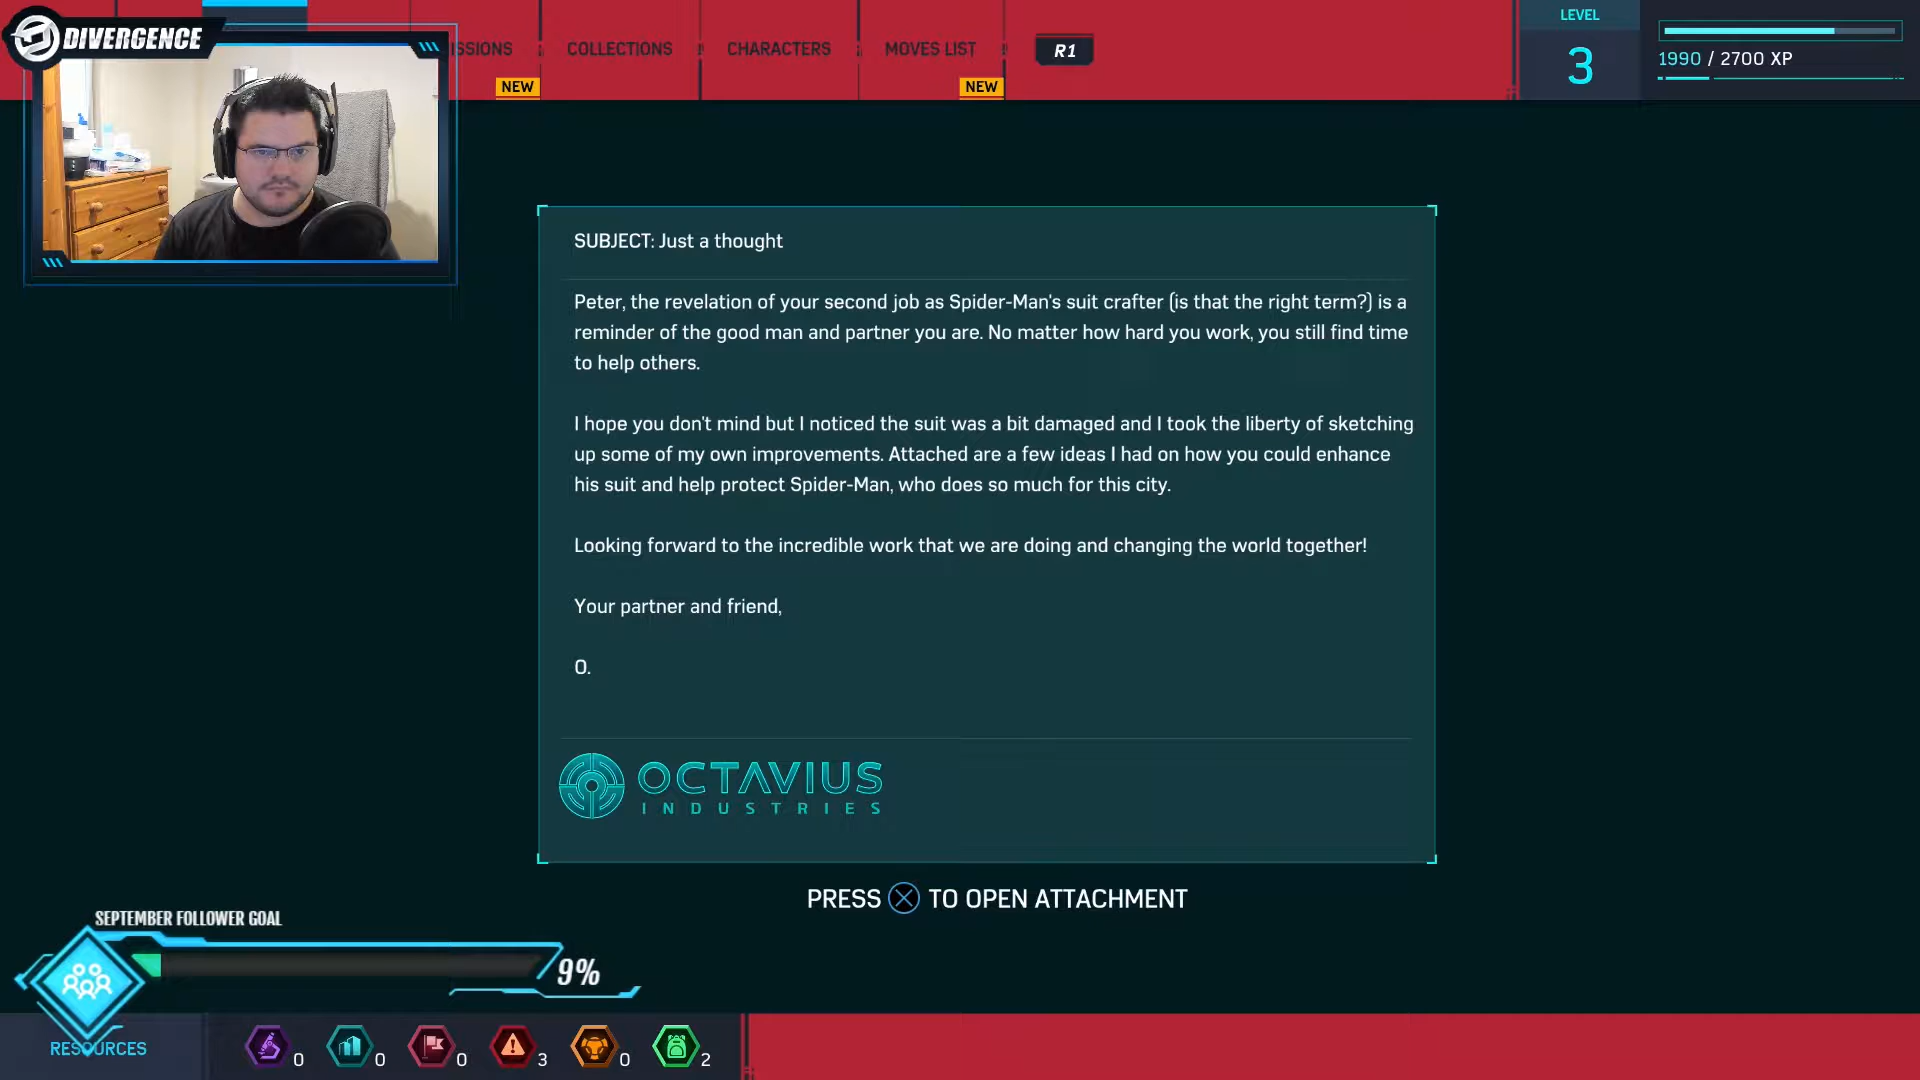 DIVERGENCE
ISSIONS
COLLECTIONS
CHARACTERS
MOVES LIST
R1
NEW
NEW
LEVEL
3
1990 / 2700 XP
SUBJECT: Just a thought
Peter, the revelation of your second job as Spider-Man's suit crafter (is that the right term?) is a
reminder of the good man and partner you are. No matter how hard you work, you still find time
to help others.
I hope you don't mind but I noticed the suit was a bit damaged and I took the liberty of sketching
up some of my own improvements. Attached are a few ideas I had on how you could enhance
his suit and help protect Spider-Man, who does so much for this city.
Looking forward to the incredible work that we are doing and changing the world together!
Your partner and friend,
O.
OCTAVIUS
INDUSTRIES
PRESS TO OPEN ATTACHMENT
SEPTEMBER FOLLOWER GOAL
9%
RESOURCES
0 0 0 3 0 2